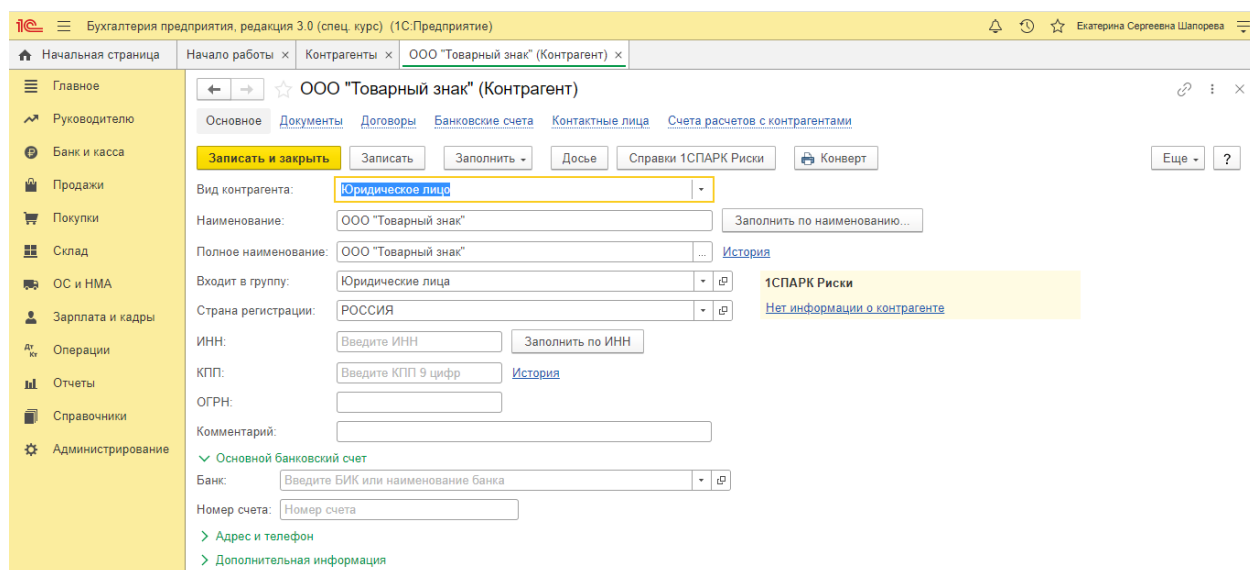 1С Бухгалтерия предприятия, редакция 3.0 (спец. курс) (1С:Предприятие) Екатерина Сергеевна Шапорева
Начальная страница Начало работы × Контрагенты × ООО "Товарный знак" (Контрагент) ×
Главное
Руководителю
Банк и касса
Продажи
Покупки
Склад
ОС и НМА
Зарплата и кадры
Дт Кт Операции
Отчеты
Справочники
Администрирование
ООО "Товарный знак" (Контрагент)
Основное Документы Договоры Банковские счета Контактные лица Счета расчетов с контрагентами
Записать и закрыть Записать Заполнить Досье Справки 1СПАРК Риски Конверт Еще ?
Вид контрагента: Юридическое лицо
Наименование: ООО "Товарный знак" Заполнить по наименованию...
Полное наименование: ООО "Товарный знак" ... История
Входит в группу: Юридические лица 1СПАРК Риски
Страна регистрации: РОССИЯ Нет информации о контрагенте
ИНН: Введите ИНН Заполнить по ИНН
КПП: Введите КПП 9 цифр История
ОГРН:
Комментарий:
Основной банковский счет
Банк: Введите БИК или наименование банка
Номер счета: Номер счета
Адрес и телефон
Дополнительная информация